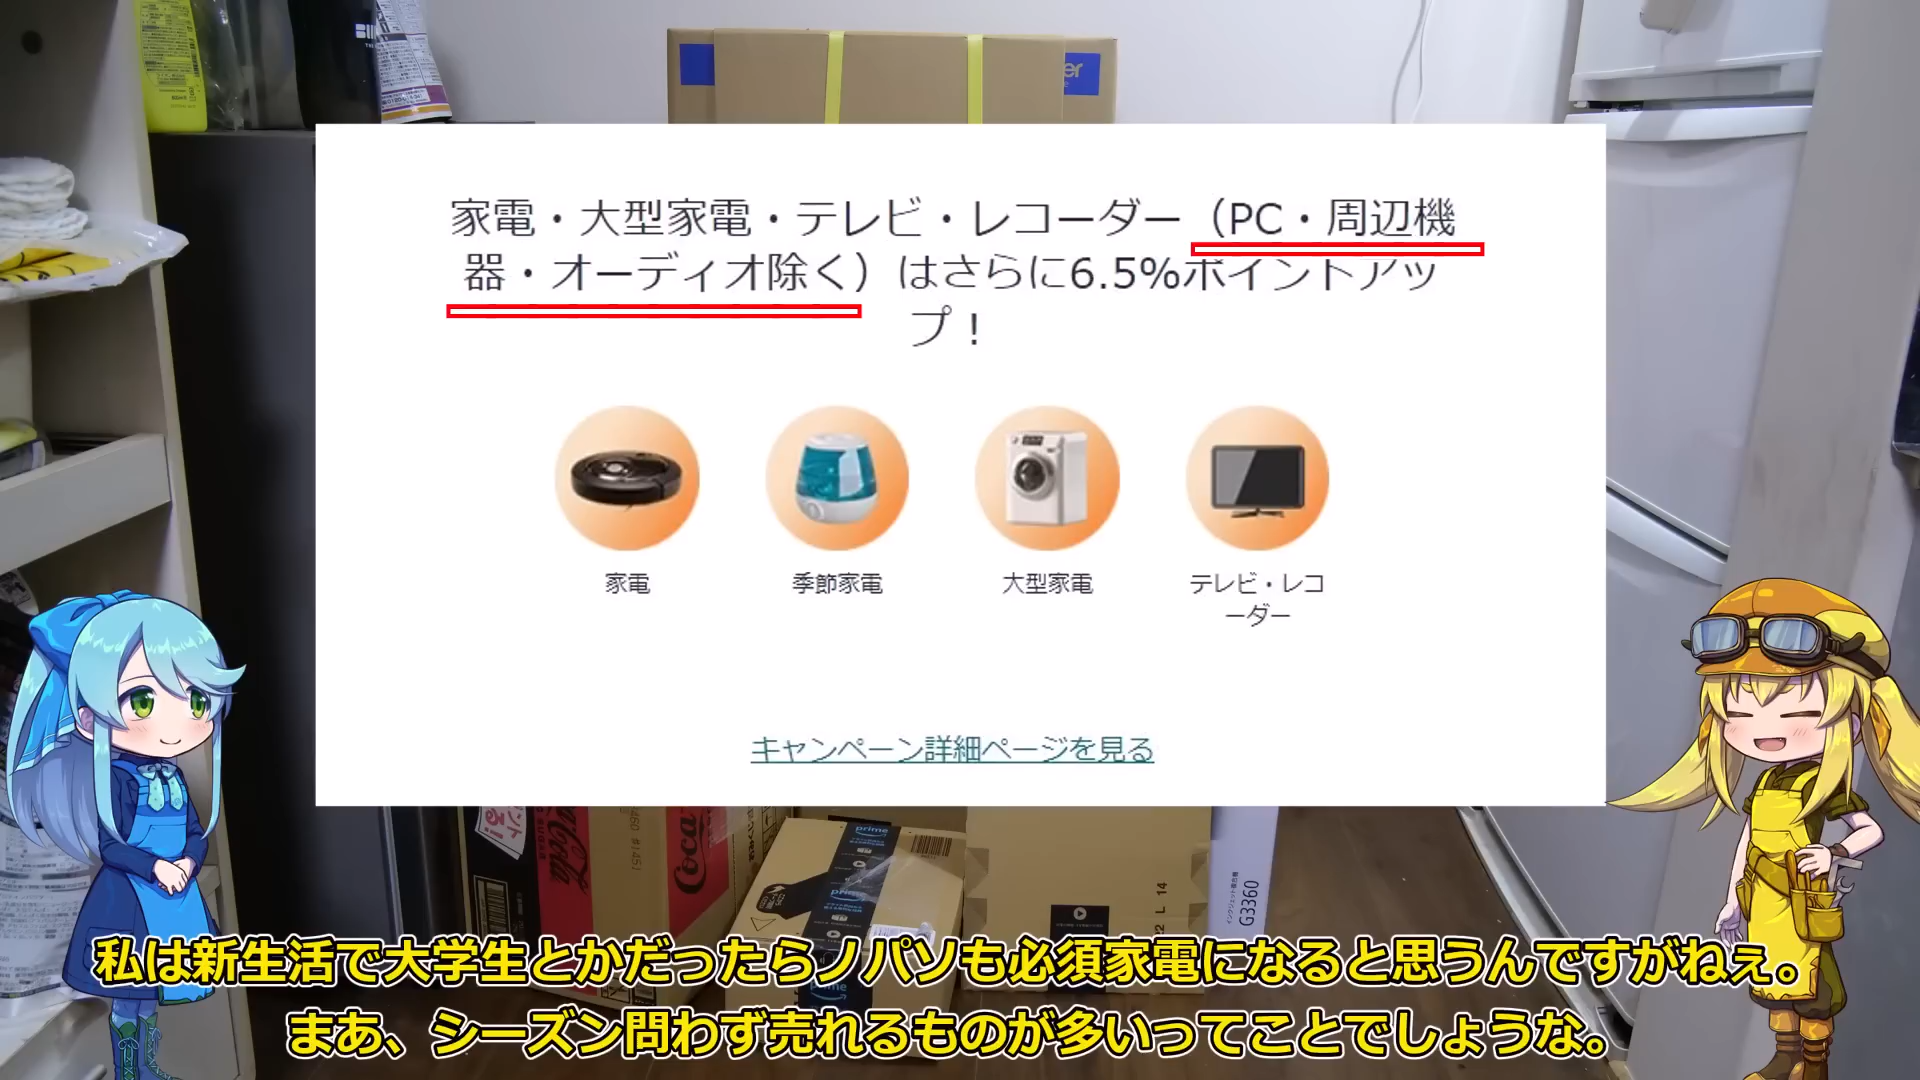 er
家電・大型家電・テレビ・レコーダー（PC・周辺機
器・オーディオ除く）はさらに6.5%ポイントアッ
プ！
家電
季節家電
大型家電
テレビ・レコ
ーダー
キャンペーン詳細ページを見る
Coca
prime
prime
prime
G3360
私は新生活で大学生とかだったらノパソも必須家電になると思うんですがねぇ。
まあ、シーズン問わず売れるものが多いってことでしょうな。